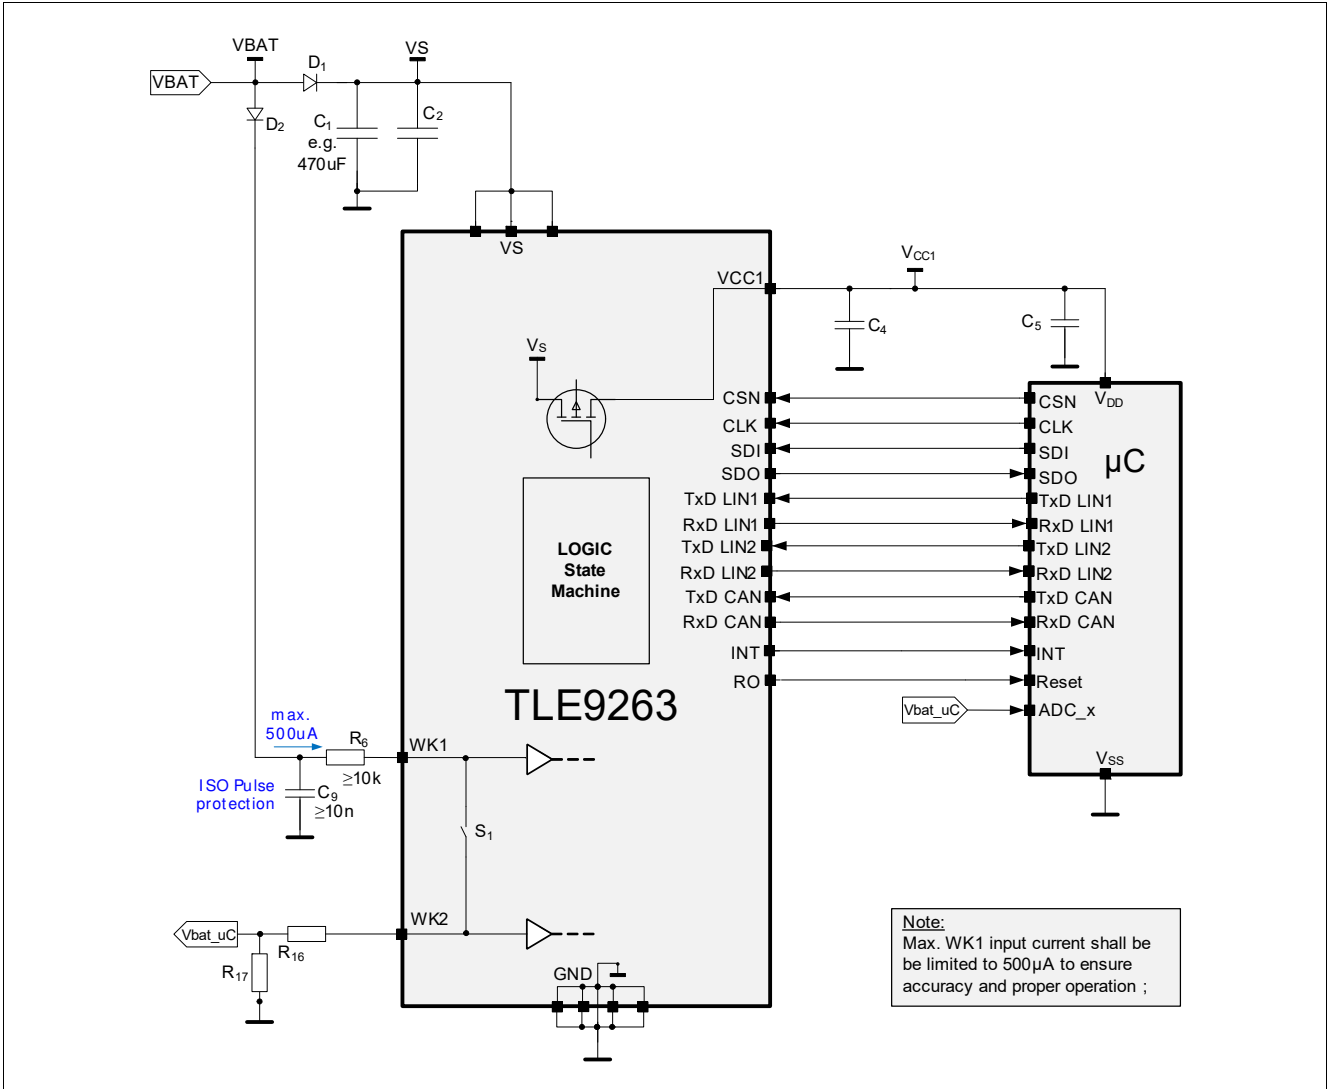 VBAT
VS
D1
VBAT
D2
C1
e.g.
470uF
C2
VS
VCC1
VCC1
C4
C5
VS
VDD
µC
CSN
CSN
CLK
CLK
SDI
SDI
SDO
SDO
TxD LIN1
TxD LIN1
RxD LIN1
RxD LIN1
TxD LIN2
TxD LIN2
RxD LIN2
RxD LIN2
TxD CAN
TxD CAN
RxD CAN
RxD CAN
INT
INT
RO
Reset
LOGIC
State
Machine
TLE9263
Vbat_uC
ADC_x
VSS
max.
500uA
R6
≥10k
WK1
ISO Pulse
protection
C9
≥10n
S1
WK2
Vbat_uC
R16
R17
GND
Note:
Max. WK1 input current shall be
be limited to 500µA to ensure
accuracy and proper operation ;